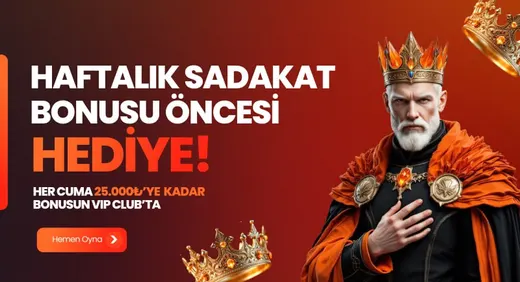 HAFTALIK SADAKAT
BONUSU ÖNCESİ
HEDİYE!
HER CUMA 25.000₺'YE KADAR
BONUSUN VIP CLUB'TA
Hemen Oyna